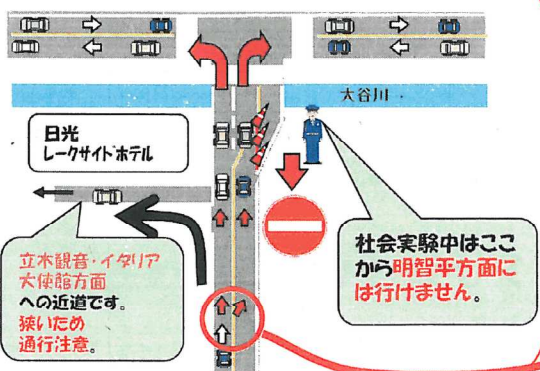 大谷川
日光
レークサイドホテル
立木観音・イタリア
大使館方面
への近道です。
狭いため
通行注意。
社会実験中はここ
から明智平方面に
は行けません。